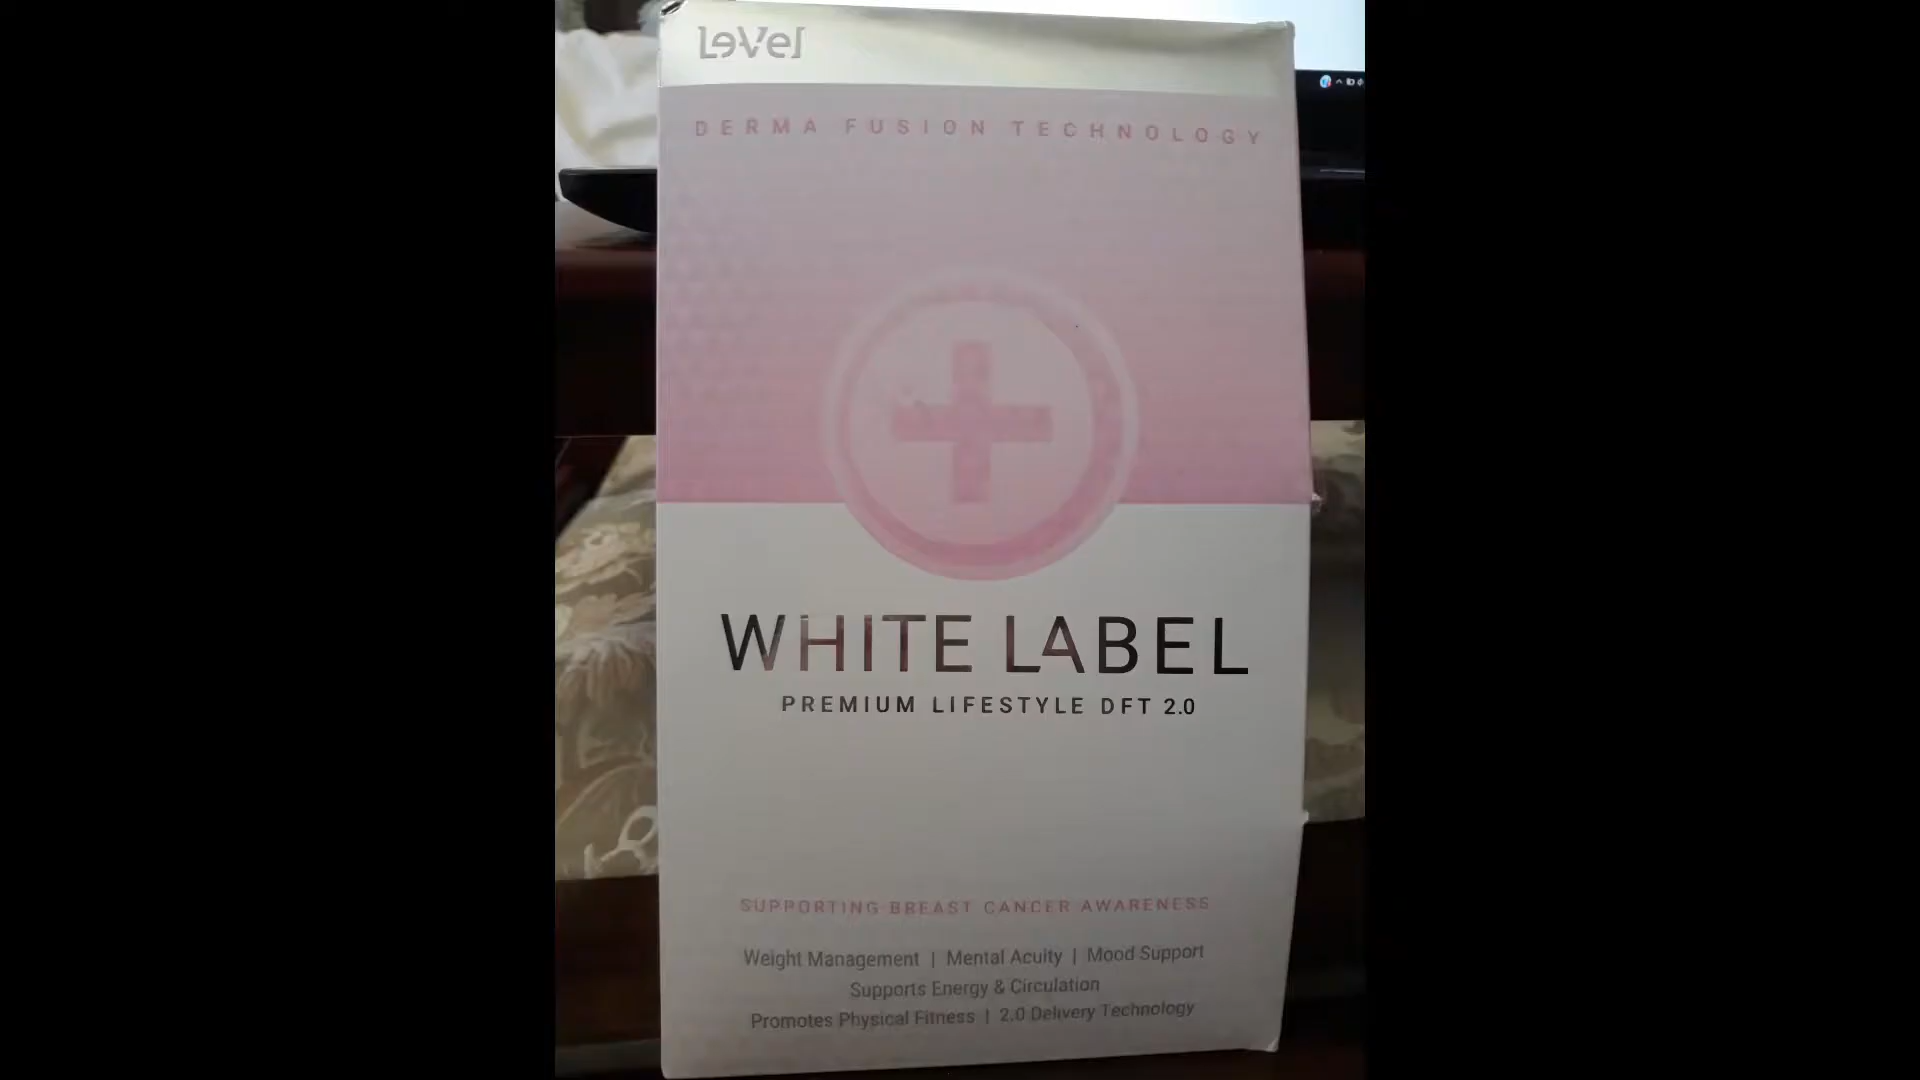 LeVel
DERMA FUSION TECHNOLOGY
WHITE LABEL
PREMIUM LIFESTYLE DFT 2.0
SUPPORTING BREAST CANCER AWARENESS
Weight Management | Mental Acuity | Mood Support
Supports Energy & Circulation
Promotes Physical Fitness | 2.0 Delivery Technology